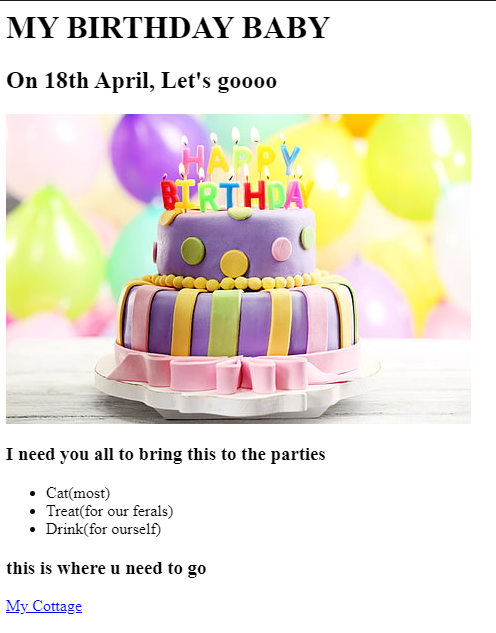 MY BIRTHDAY BABY
On 18th April, Let's goooo
HAPPY
BIRTHDAY
I need you all to bring this to the parties
Cat(most)
Treat(for our ferals)
Drink(for ourself)
this is where u need to go
My Cottage